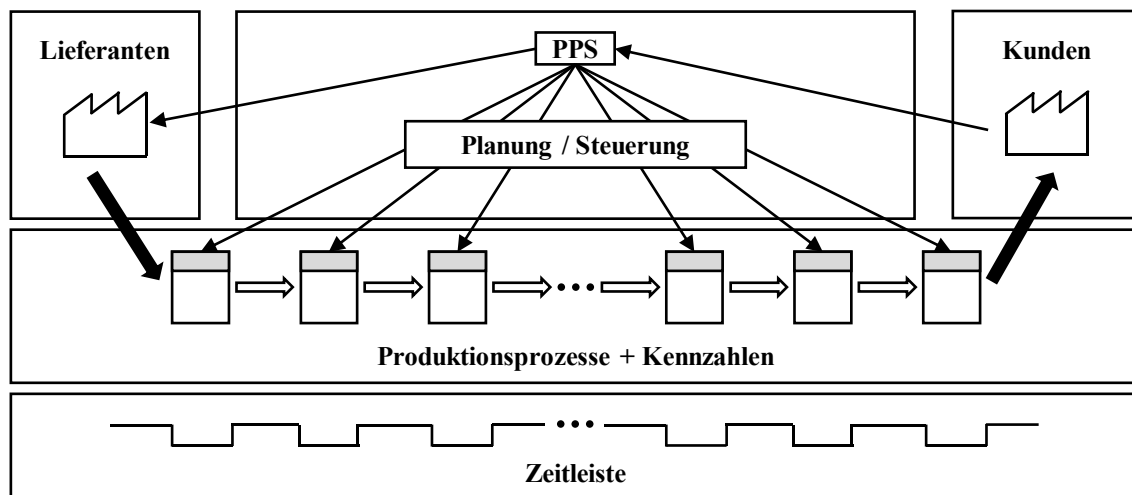 Lieferanten
PPS
Kunden
Planung / Steuerung
Produktionsprozesse + Kennzahlen
Zeitleiste